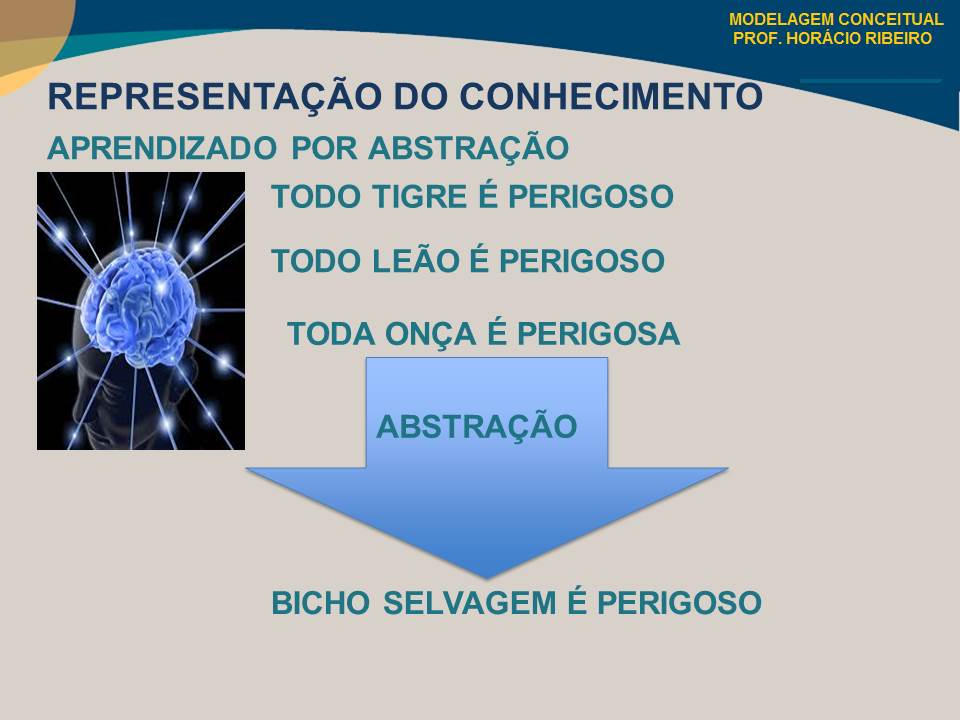 MODELAGEM CONCEITUAL
PROF. HORÁCIO RIBEIRO
REPRESENTAÇÃO DO CONHECIMENTO
APRENDIZADO POR ABSTRAÇÃO
TODO TIGRE É PERIGOSO
TODO LEÃO É PERIGOSO
TODA ONÇA É PERIGOSA
ABSTRAÇÃO
BICHO SELVAGEM É PERIGOSO